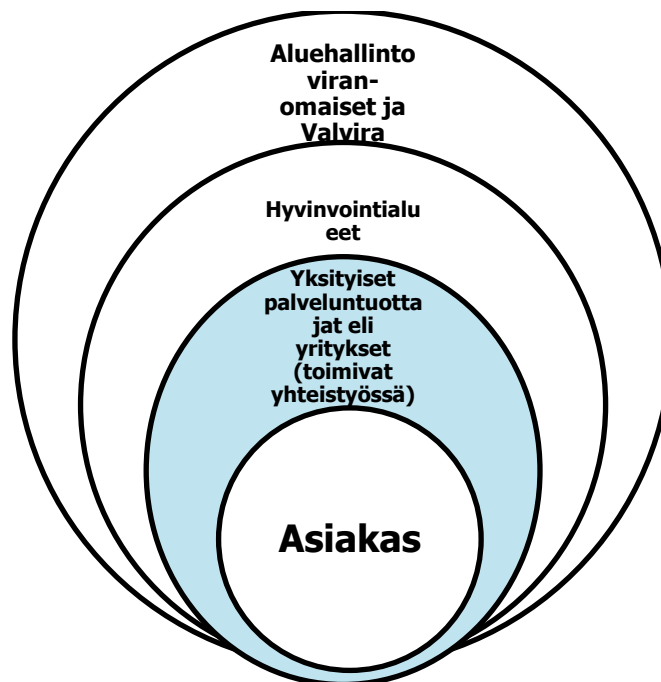 Aluehallinto
viran-
omaiset ja
Valvira
Hyvinvointialu
eet
Yksityiset
palveluntuotta
jat eli
yritykset
(toimivat
yhteistyössä)
Asiakas